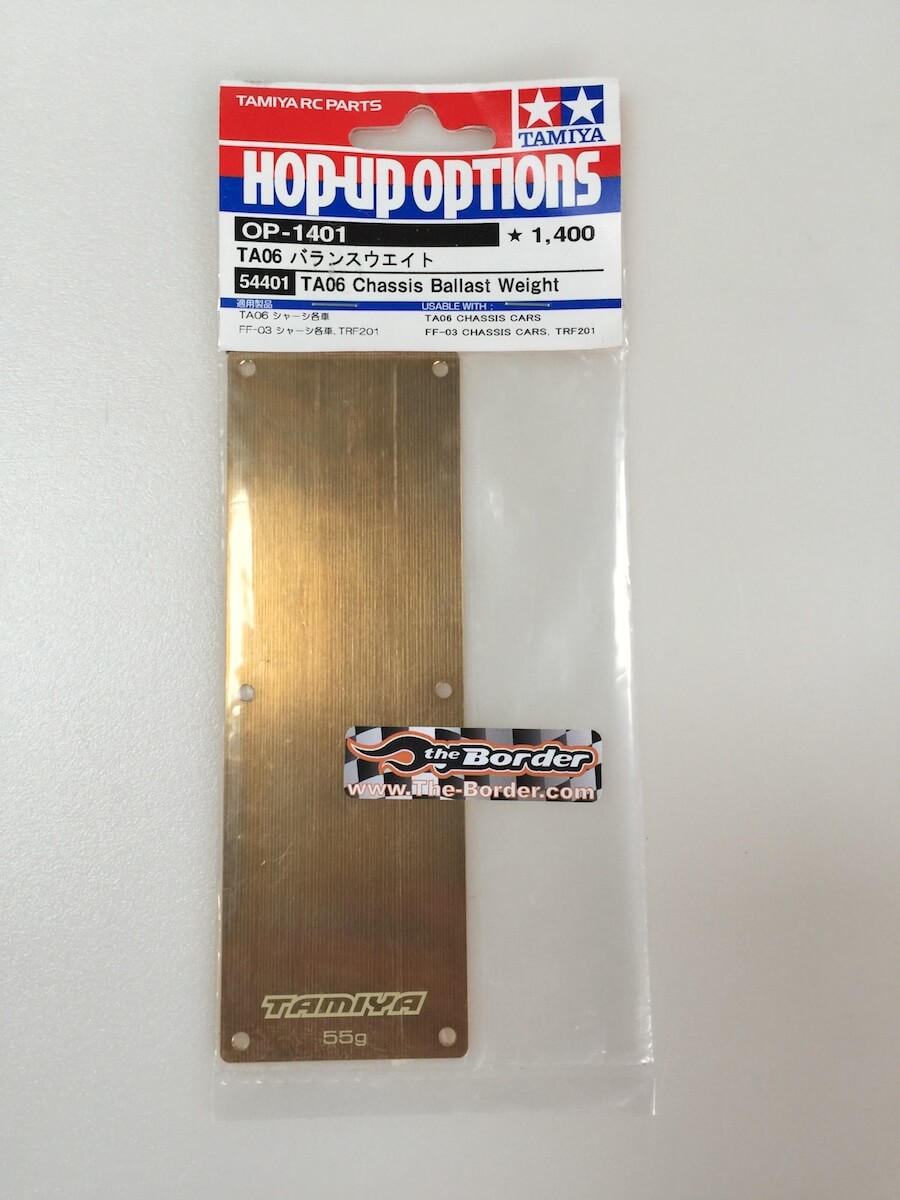 TAMIYA RC PARTS
TAMIYA
HOP-UP OPTIONS
OP-1401
★ 1,400
TA06 バランスウエイト
54401 TA06 Chassis Ballast Weight
適用製品
TA06 シャーシ各車
FF-03 シャーシ各車, TRF201
USABLE WITH :
TA06 CHASSIS CARS
FF-03 CHASSIS CARS, TRF201
the Border
www.The-Border.com
TAMIYA
55g